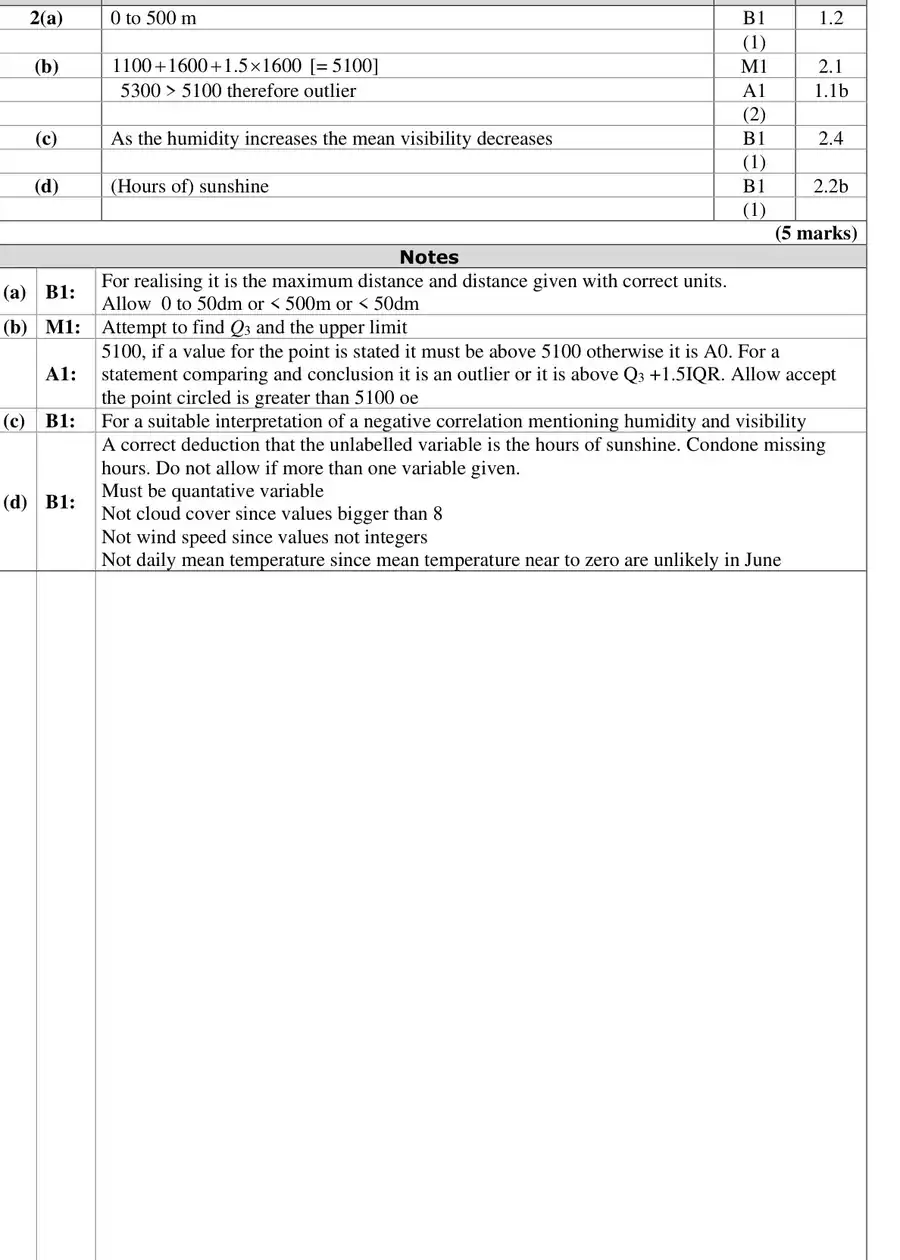 2(a) 0 to 500 m B1 1.2
(1)
(b) 1100+1600+1.5×1600 [= 5100] M1 2.1
5300 > 5100 therefore outlier A1 1.1b
(2)
(c) As the humidity increases the mean visibility decreases B1 2.4
(1)
(d) (Hours of) sunshine B1 2.2b
(1)
(5 marks)
Notes
(a) B1: For realising it is the maximum distance and distance given with correct units.
Allow 0 to 50dm or < 500m or < 50dm
(b) M1: Attempt to find Q3 and the upper limit
A1: 5100, if a value for the point is stated it must be above 5100 otherwise it is A0. For a
statement comparing and conclusion it is an outlier or it is above Q3 +1.5IQR. Allow accept
the point circled is greater than 5100 oe
(c) B1: For a suitable interpretation of a negative correlation mentioning humidity and visibility
(d) B1: A correct deduction that the unlabelled variable is the hours of sunshine. Condone missing
hours. Do not allow if more than one variable given.
Must be quantative variable
Not cloud cover since values bigger than 8
Not wind speed since values not integers
Not daily mean temperature since mean temperature near to zero are unlikely in June